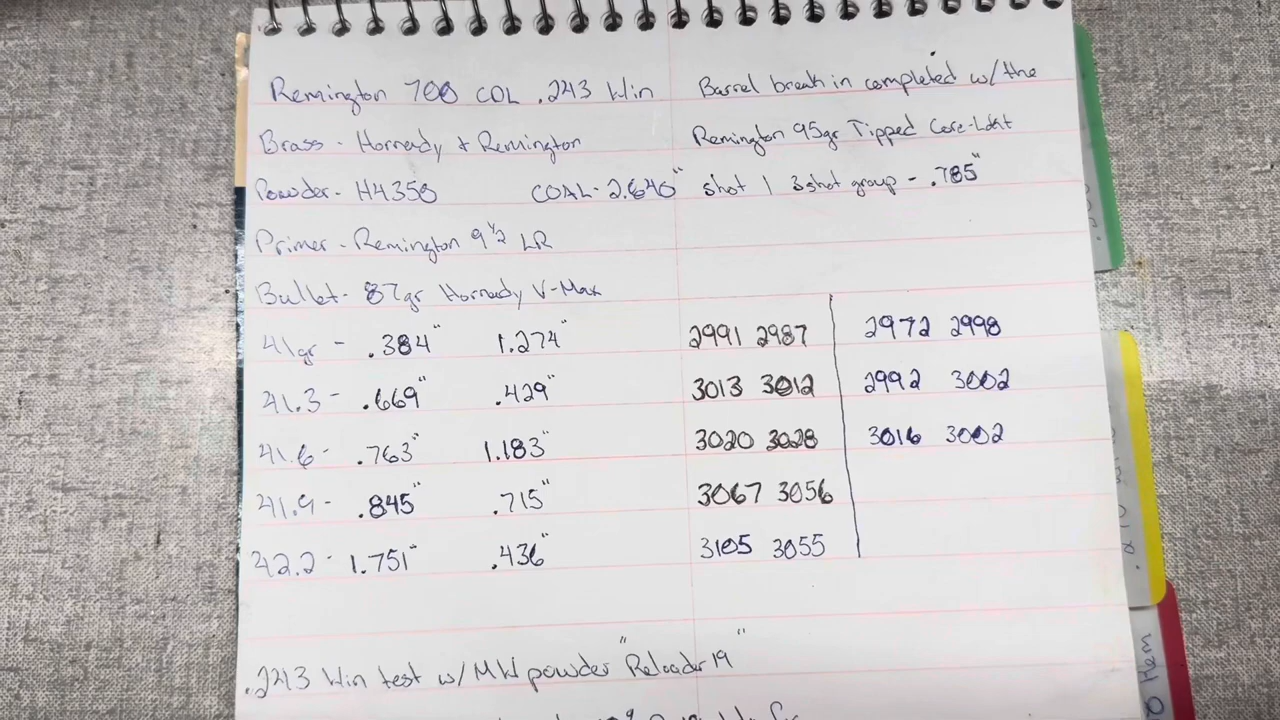 Remington 700 CDL .243 Win Barrel break in completed w/the
Brass - Hornady + Remington Remington 95gr Tipped Core-Lokt
Powder - H4350 COAL - 2.640" shot 1 3 shot group - .785"
Primer - Remington 9 1/2 LR
Bullet - 87gr Hornady V-Max
41gr - .384" 1.274" 2991 2987 2972 2998
41.3 - .669" .429" 3013 3012 2992 3002
41.6 - .763" 1.183" 3020 3028 3016 3002
41.9 - .845" .715" 3067 3056
42.2 - 1.751" .436" 3105 3055
.243 Win test w/ MW powder "Reloader 19"